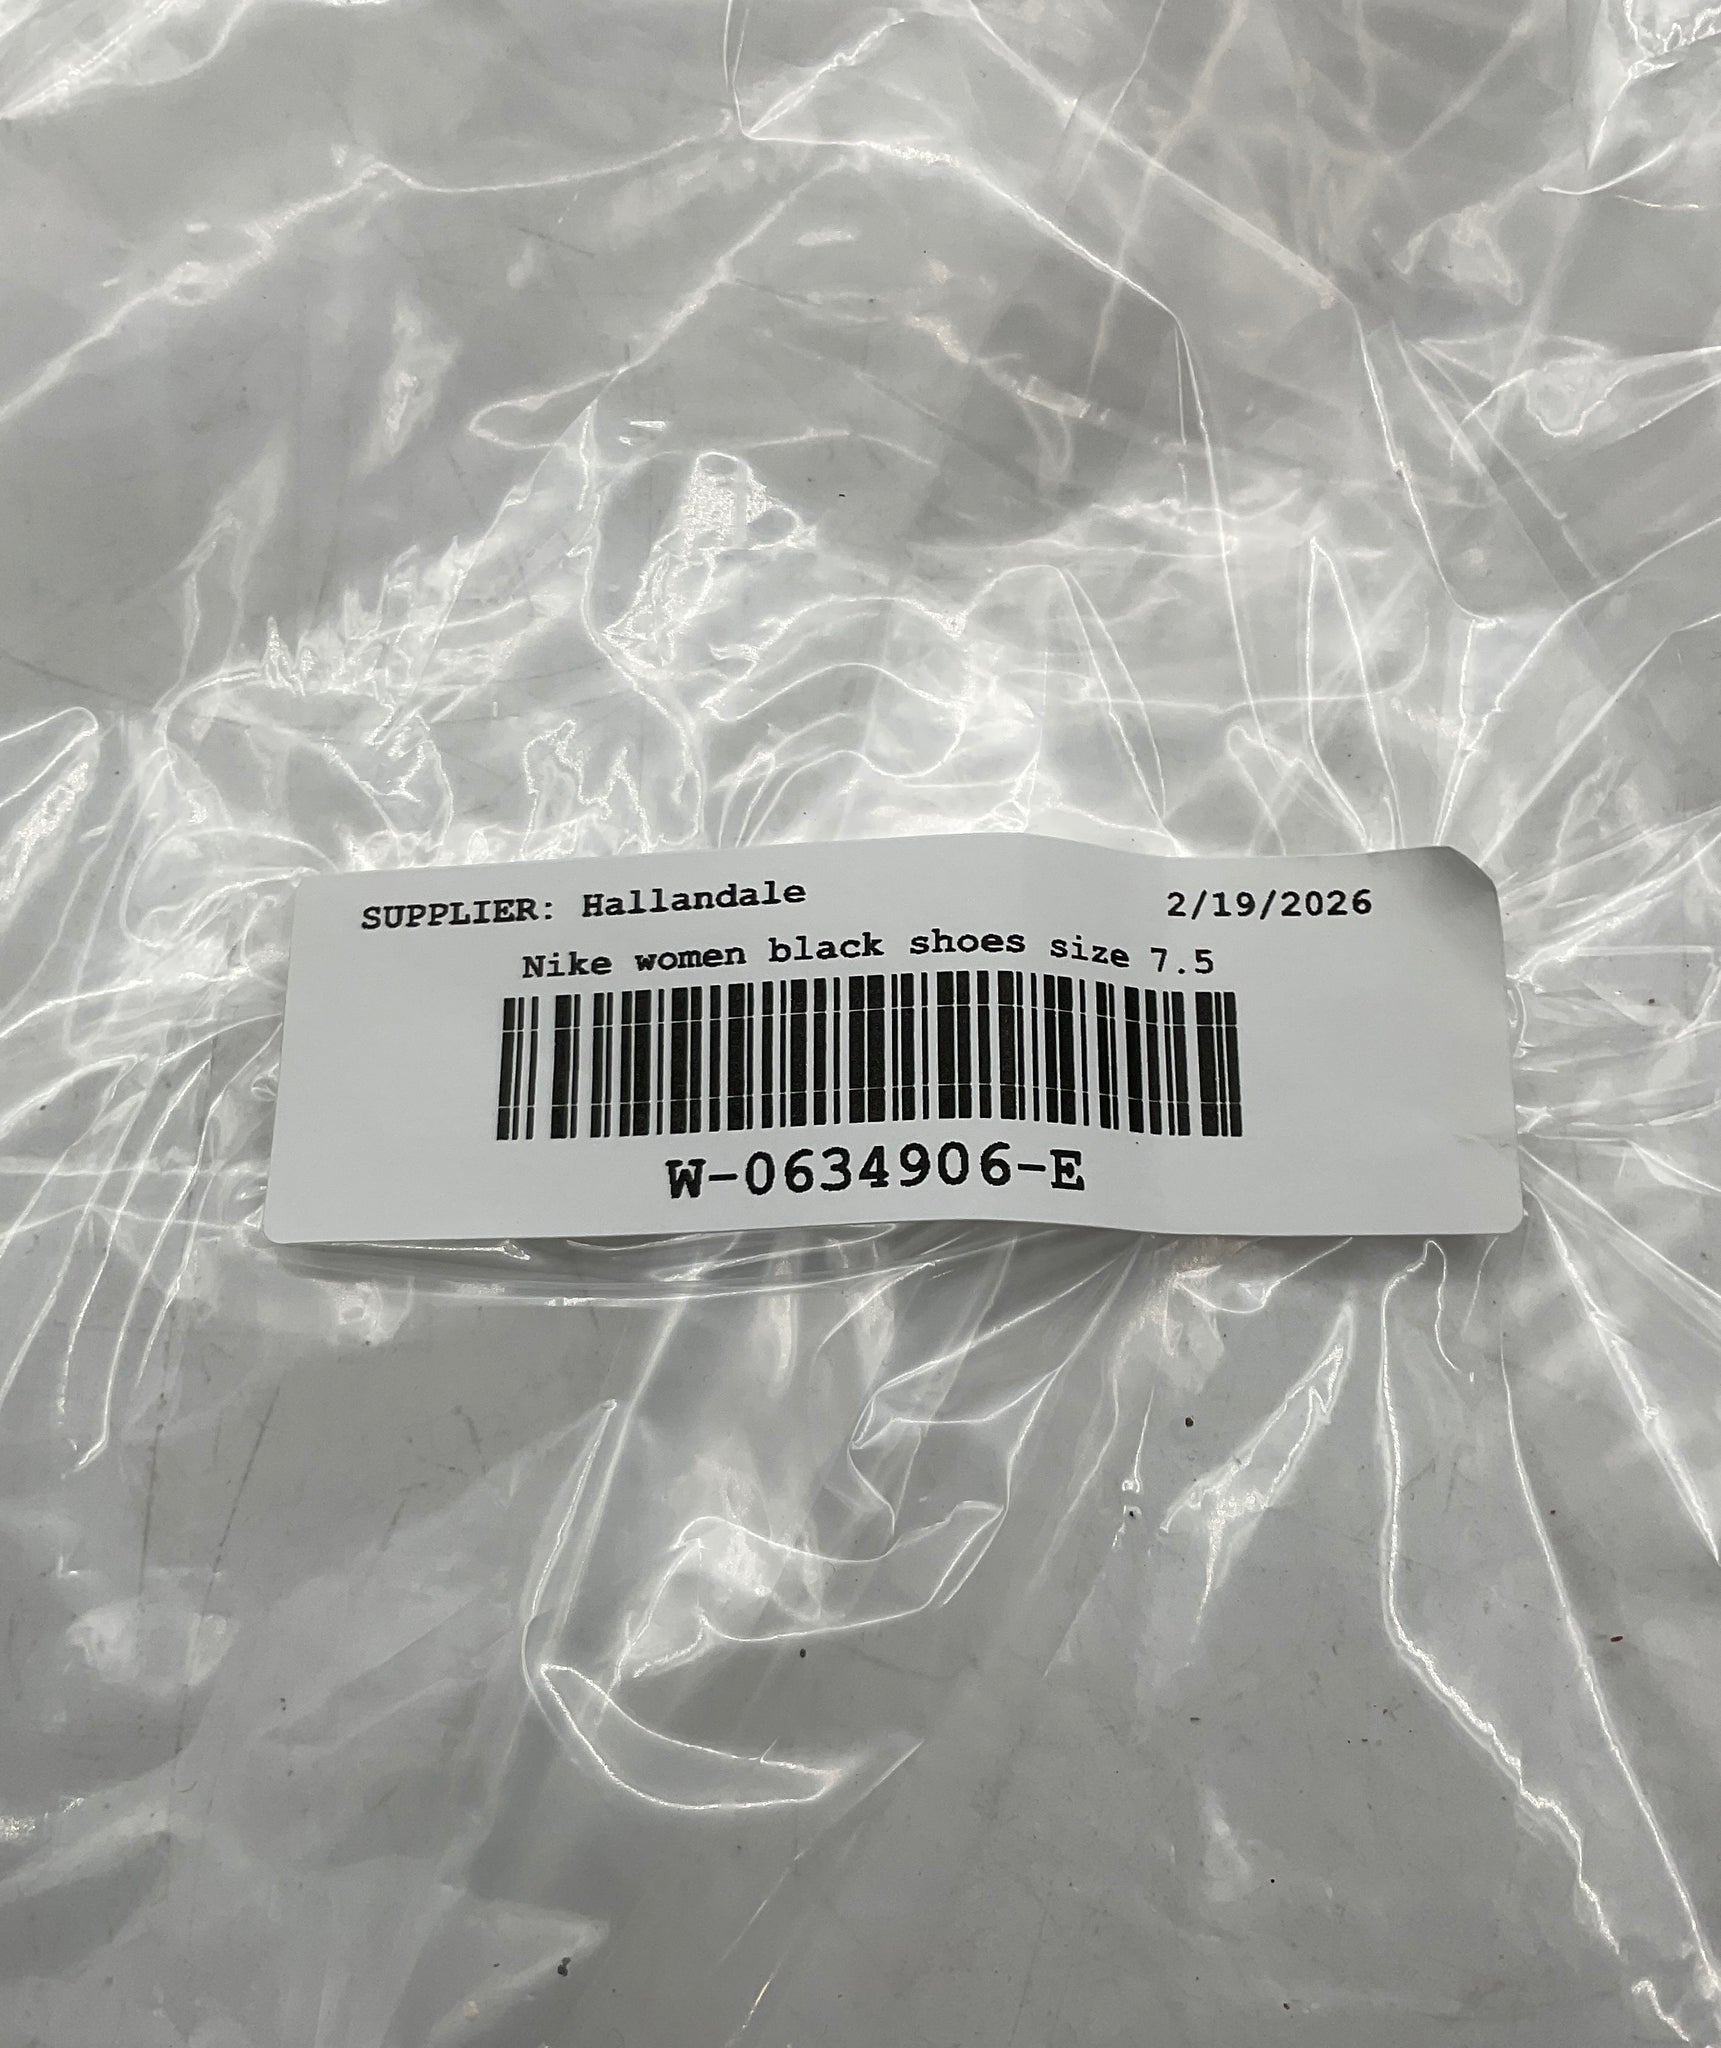 SUPPLIER: Hallandale 2/19/2026
Nike women black shoes size 7.5
W-0634906-E